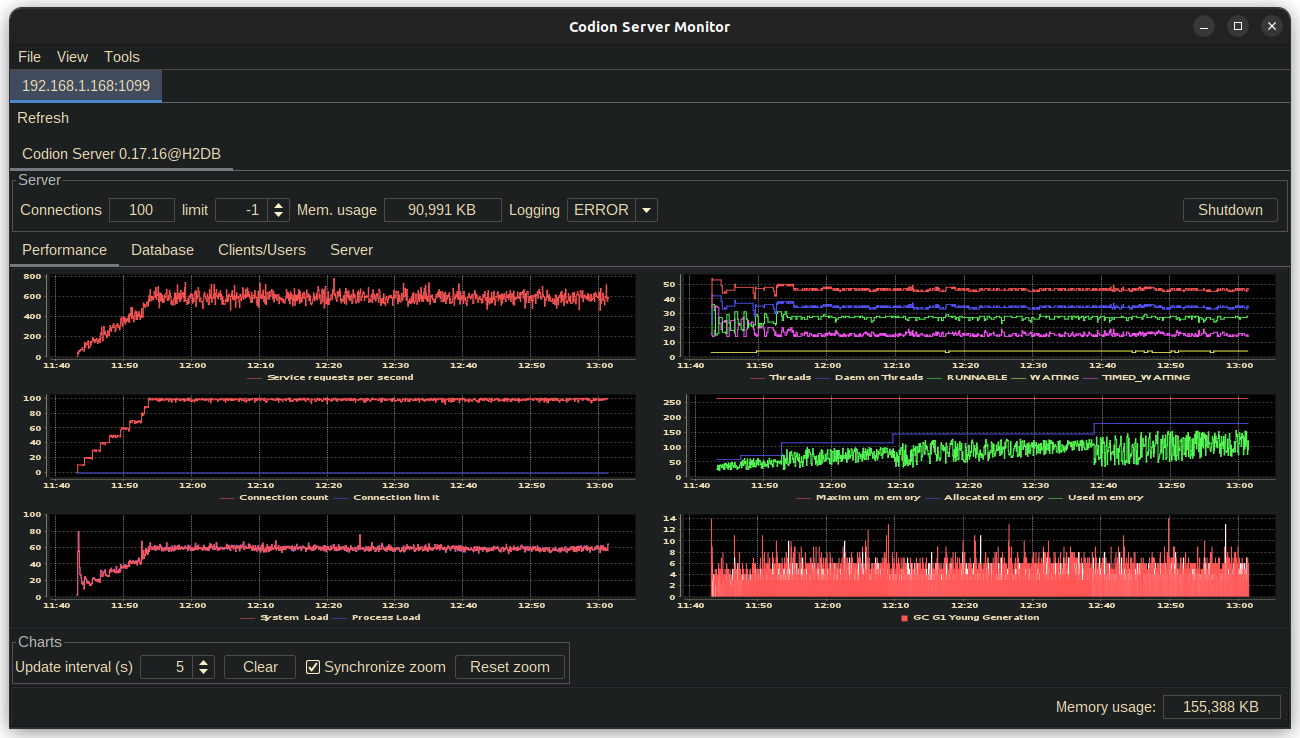 Codion Server Monitor
File View Tools
192.168.1.168:1099
Refresh
Codion Server 0.17.16@H2DB
Server
Connections 100 limit -1 Mem. usage 90,991 KB Logging ERROR Shutdown
Performance Database Clients/Users Server
800
600
400
200
0
11:40 11:50 12:00 12:10 12:20 12:30 12:40 12:50 13:00
Service requests per second
50
40
30
20
10
0
11:40 11:50 12:00 12:10 12:20 12:30 12:40 12:50 13:00
Threads Daemon Threads RUNNABLE WAITING TIMED_WAITING
100
80
60
40
20
0
11:40 11:50 12:00 12:10 12:20 12:30 12:40 12:50 13:00
Connection count Connection limit
250
200
150
100
50
0
11:40 11:50 12:00 12:10 12:20 12:30 12:40 12:50 13:00
Maximum memory Allocated memory Used memory
100
80
60
40
20
0
11:40 11:50 12:00 12:10 12:20 12:30 12:40 12:50 13:00
System Load Process Load
14
12
10
8
6
4
2
0
11:40 11:50 12:00 12:10 12:20 12:30 12:40 12:50 13:00
GC G1 Young Generation
Charts
Update interval (s) 5 Clear Synchronize zoom Reset zoom
Memory usage: 155,388 KB